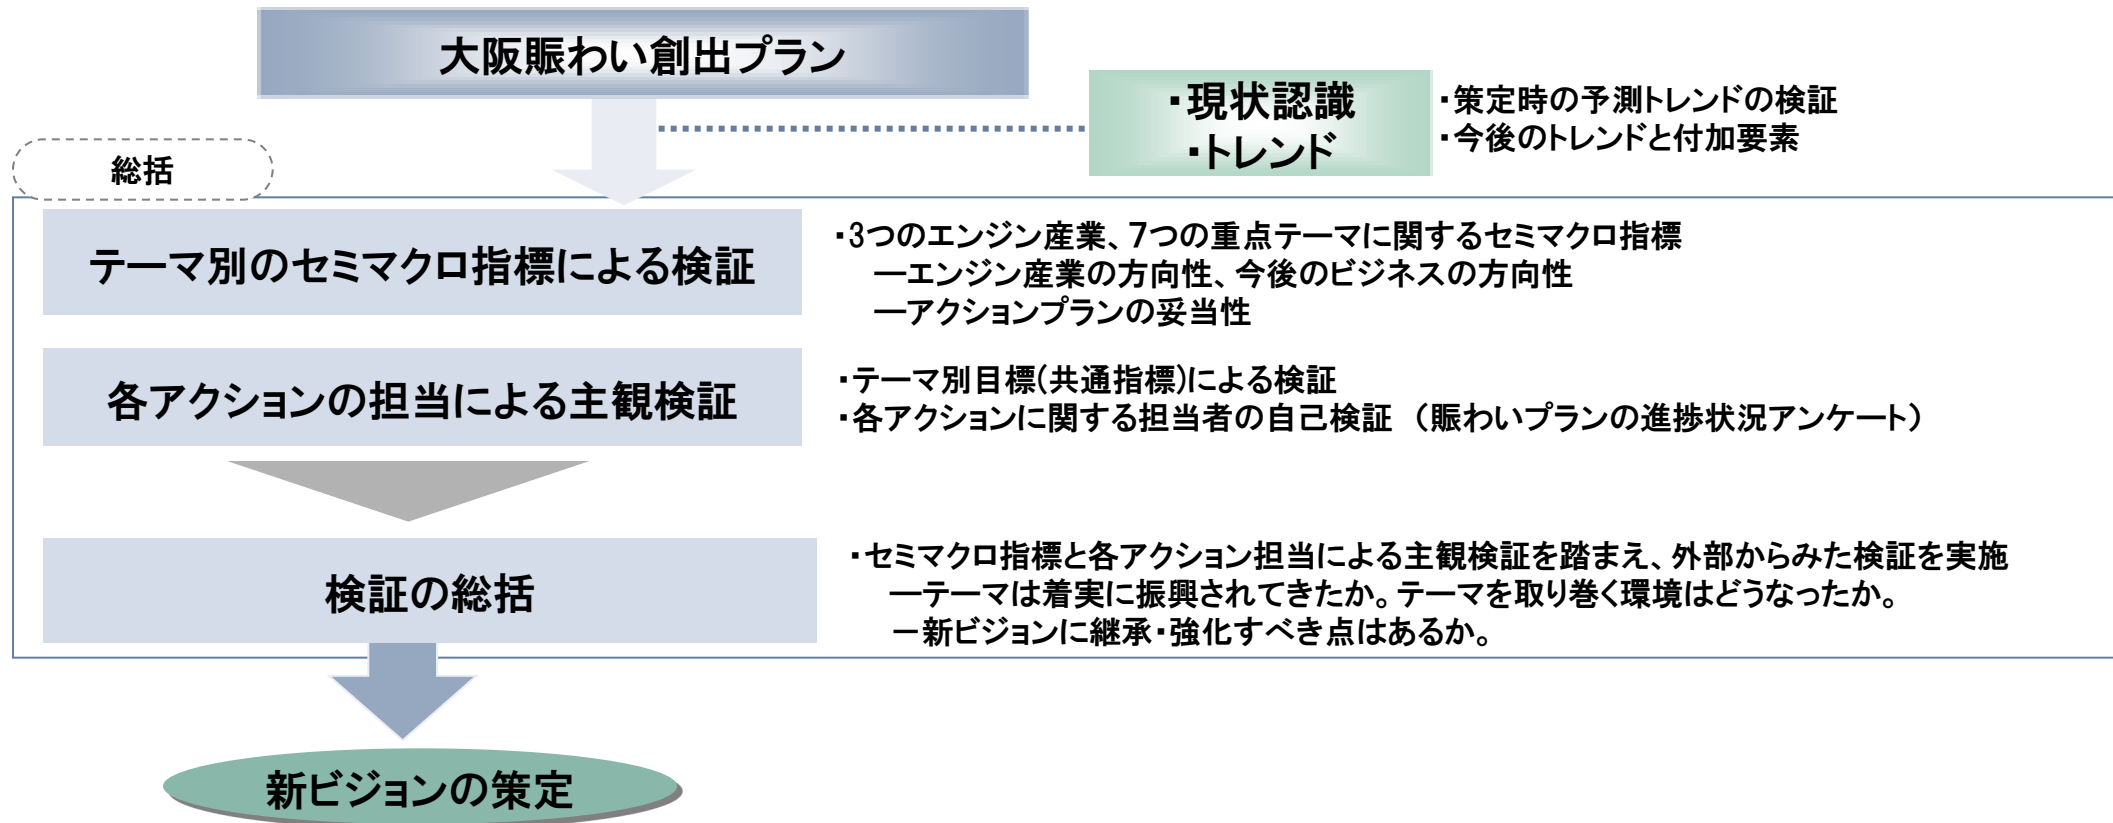 大阪賑わい創出プラン
・現状認識
・トレンド
・策定時の予測トレンドの検証
・今後のトレンドと付加要素
総括
テーマ別のセミマクロ指標による検証
・3つのエンジン産業、7つの重点テーマに関するセミマクロ指標
―エンジン産業の方向性、今後のビジネスの方向性
―アクションプランの妥当性
各アクションの担当による主観検証
・テーマ別目標(共通指標)による検証
・各アクションに関する担当者の自己検証 （賑わいプランの進捗状況アンケート）
検証の総括
・セミマクロ指標と各アクション担当による主観検証を踏まえ、外部からみた検証を実施
―テーマは着実に振興されてきたか。テーマを取り巻く環境はどうなったか。
－新ビジョンに継承・強化すべき点はあるか。
新ビジョンの策定